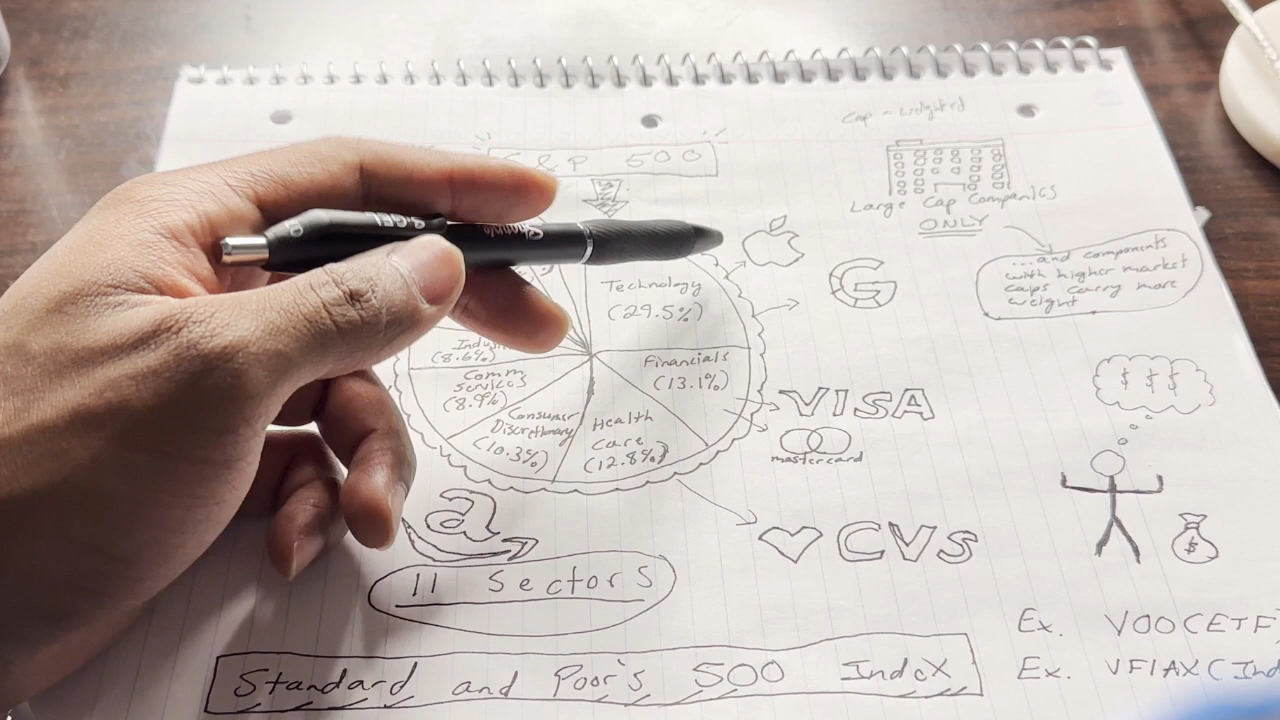 Cap-Weighted
S&P 500
Large Cap Companies
ONLY
...and components
with higher market
caps carry more
weight
Technology
(29.5%)
G
Financials
(13.1%)
(8.6%)
Comm
Services
(8.9%)
Consumer
Discretionary
(10.3%)
Health
Care
(12.8%)
VISA
mastercard
$ $ $
$
CVS
a
11 Sectors
Standard and Poor's 500 Index
Ex. VOO(ETF
Ex. VFIAX(Ind